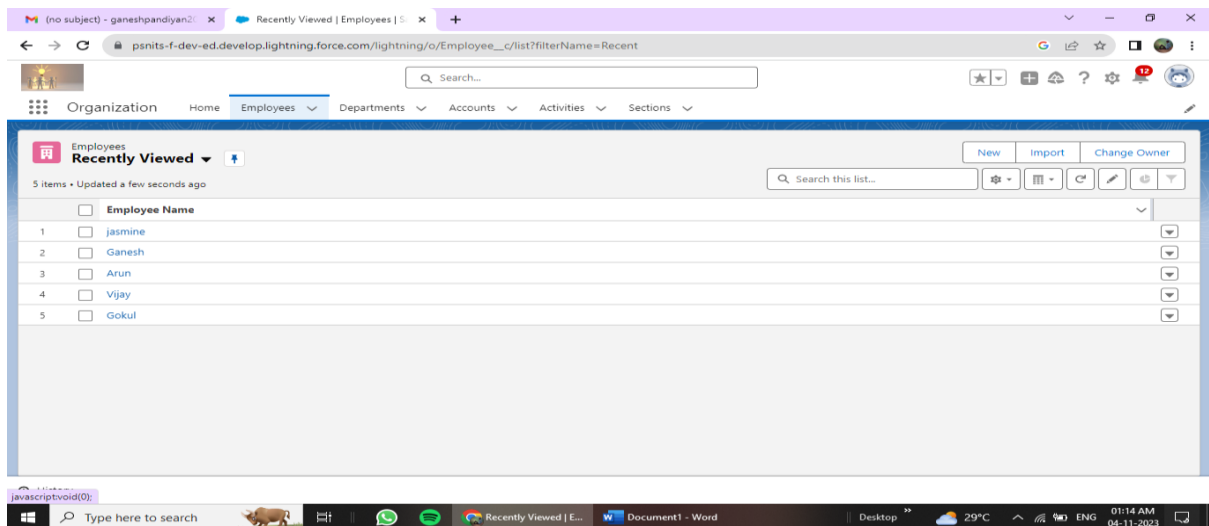 (no subject) - ganeshpandiyan2
Recently Viewed | Employees | S
psnits-f-dev-ed.develop.lightning.force.com/lightning/o/Employee__c/list?filterName=Recent
Search...
12
Organization Home Employees Departments Accounts Activities Sections
Employees
Recently Viewed
New Import Change Owner
5 items • Updated a few seconds ago
Search this list...
Employee Name
1 jasmine
2 Ganesh
3 Arun
4 Vijay
5 Gokul
javascript:void(0);
Type here to search
Recently Viewed | E...
Document1 - Word
Desktop
29°C
ENG
01:14 AM
04-11-2023